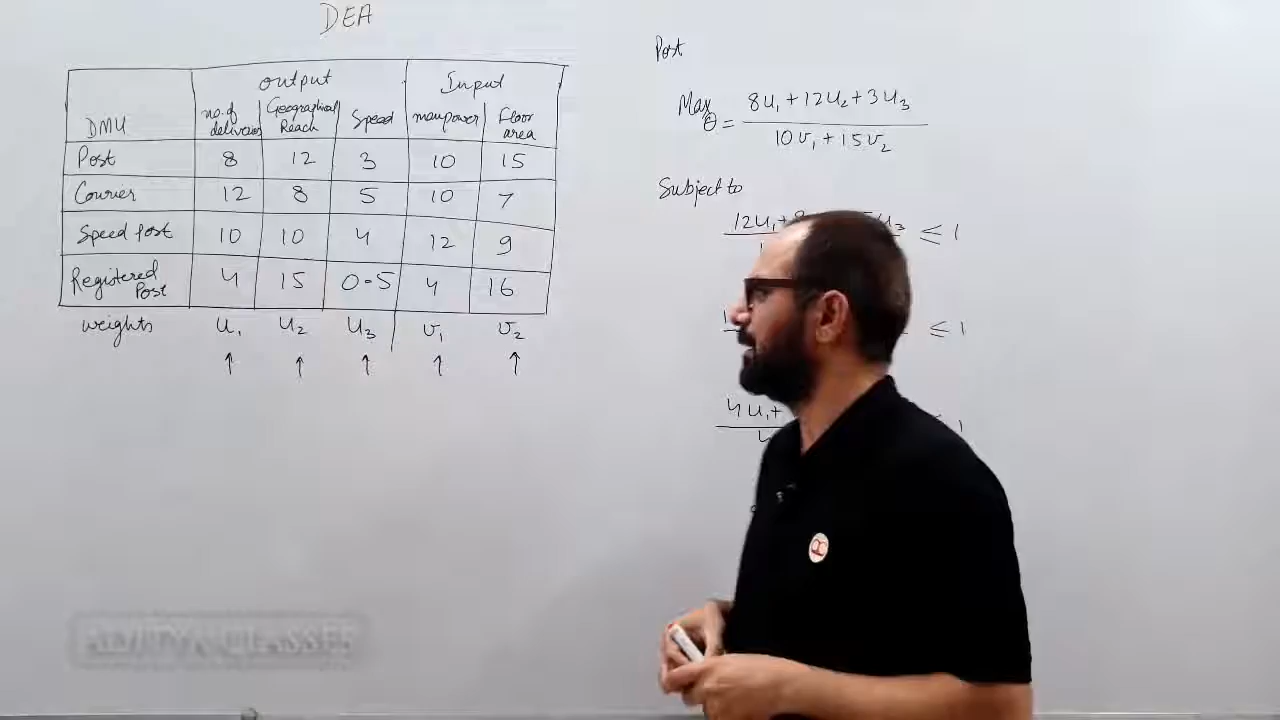 DEA
output Input
DMU no. of deliveries Geographical Reach Speed manpower Floor area
Post 8 12 3 10 15
Courier 12 8 5 10 7
Speed post 10 10 4 12 9
Registered Post 4 15 0.5 4 16
weights u₁ u₂ u₃ v₁ v₂
↑ ↑ ↑ ↑ ↑
Post
Max θ = 8u₁ + 12u₂ + 3u₃
10v₁ + 15v₂
Subject to
12u₁ + ≤ 1
≤ 1
4u₁ +
ADITYA CLASSES